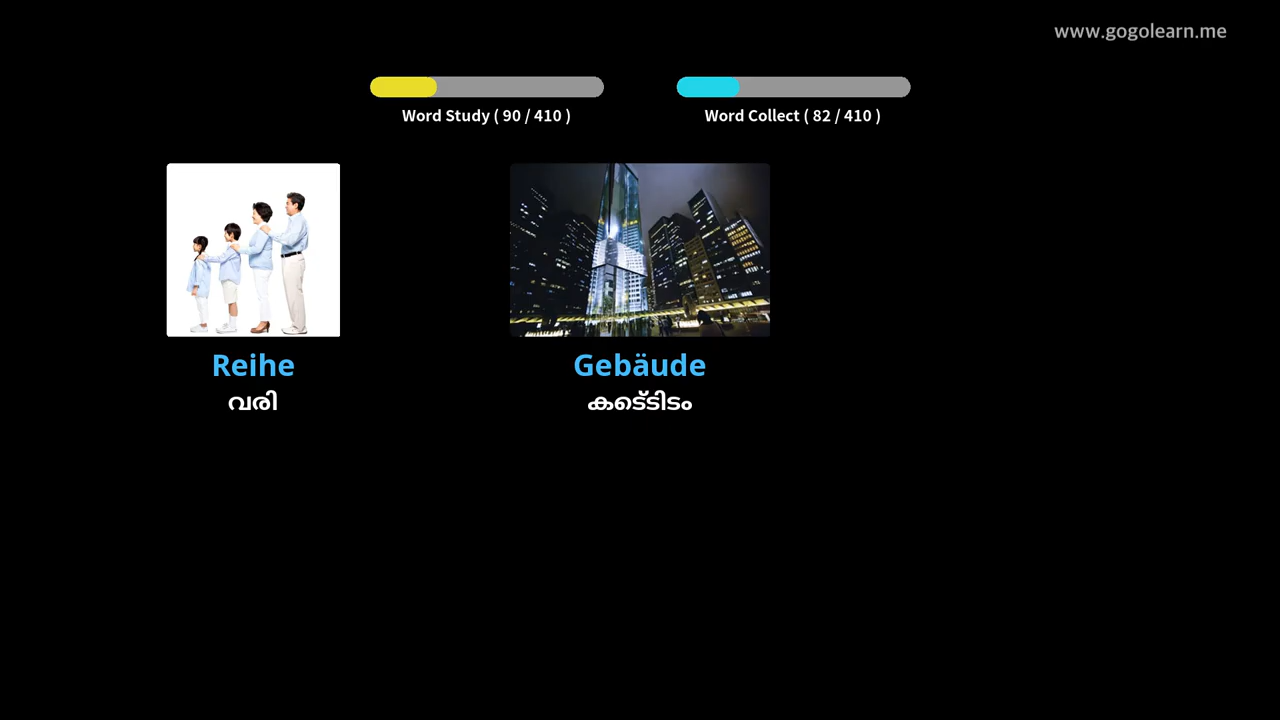 www.gogolearn.me
Word Study ( 90 / 410 )
Word Collect ( 82 / 410 )
Reihe
വരി
Gebäude
കെട്ടിടം